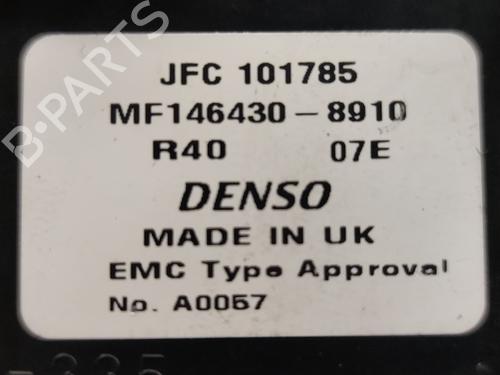 B-PARTS
JFC 101785
MF146430-8910
R40 07E
DENSO
MADE IN UK
EMC Type Approval
No. A0057